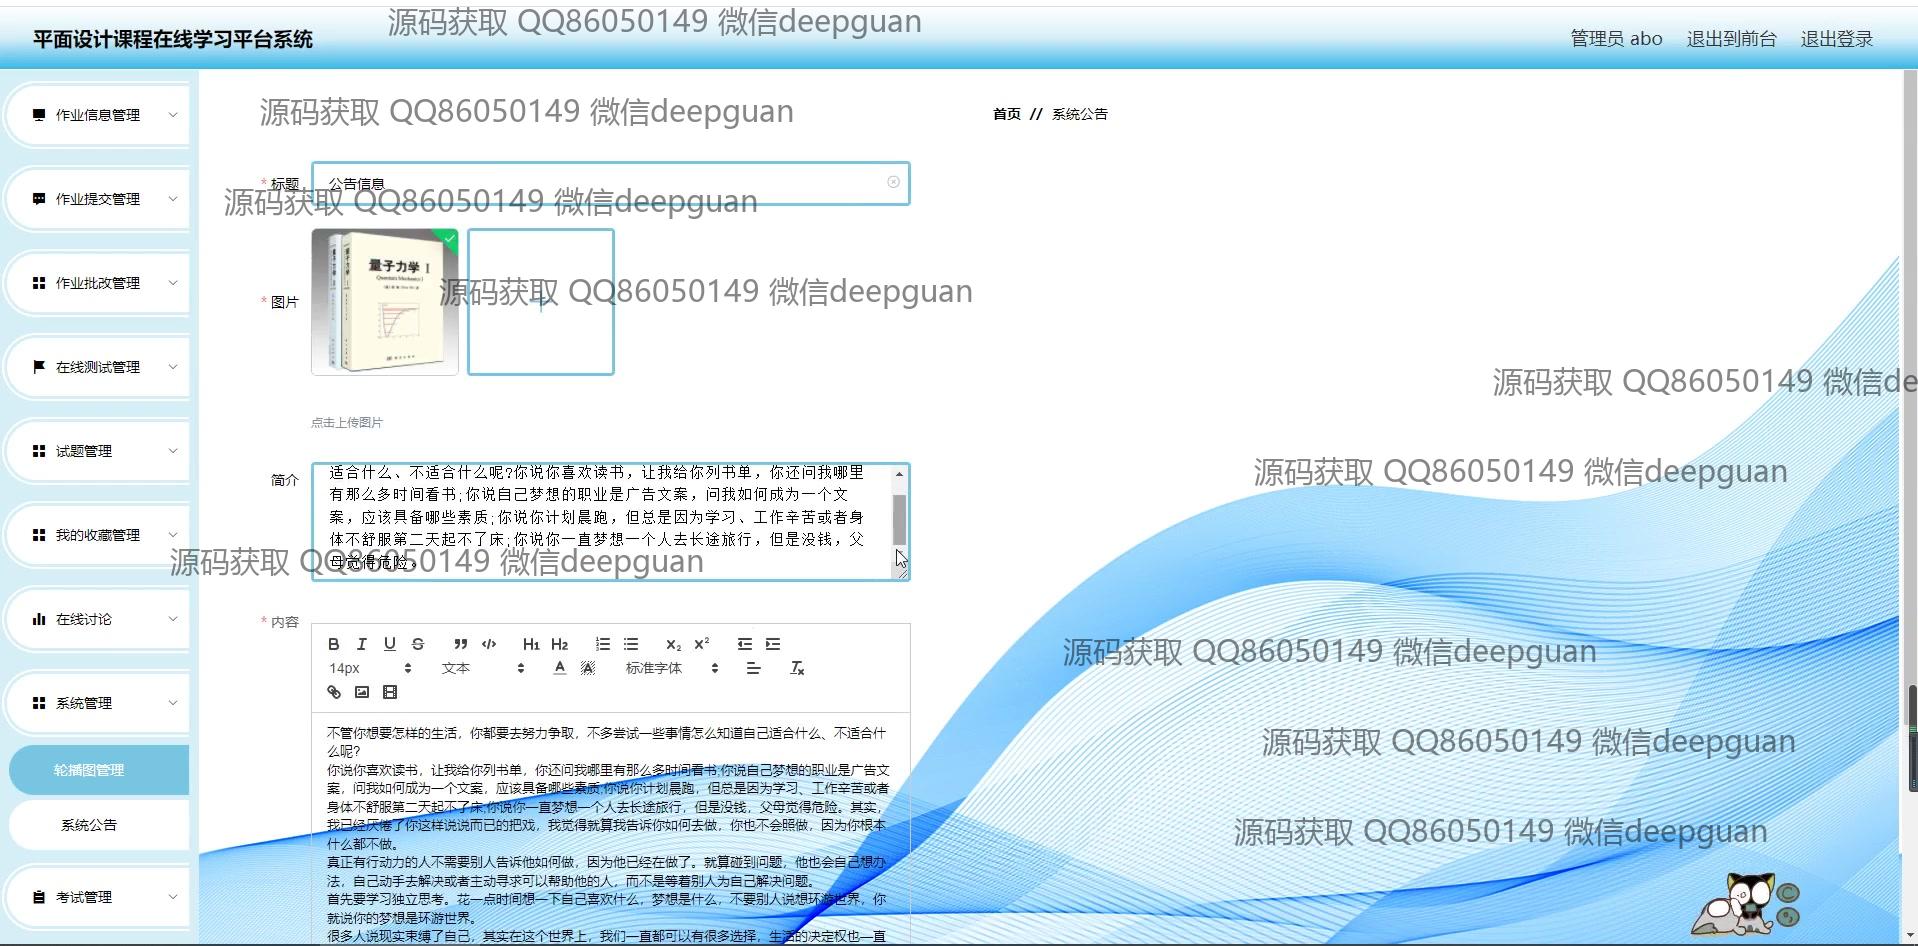 源码获取 QQ86050149 微信deepguan
平面设计课程在线学习平台系统
管理员 abo 退出到前台 退出登录
源码获取 QQ86050149 微信deepguan
首页 // 系统公告
作业信息管理
作业提交管理
作业批改管理
在线测试管理
试题管理
我的收藏管理
在线讨论
系统管理
轮播图管理
系统公告
考试管理
* 标题 公告信息
源码获取 QQ86050149 微信deepguan
* 图片
量子力学 I
源码获取 QQ86050149 微信deepguan
点击上传图片
源码获取 QQ86050149 微信de
源码获取 QQ86050149 微信deepguan
简介
适合什么、不适合什么呢?你说你喜欢读书，让我给你列书单，你还问我哪里
有那么多时间看书;你说自己梦想的职业是广告文案，问我如何成为一个文
案，应该具备哪些素质;你说你计划晨跑，但总是因为学习、工作辛苦或者身
体不舒服第二天起不了床;你说你一直梦想一个人去长途旅行，但是没钱，父
母觉得危险。
源码获取 QQ86050149 微信deepguan
* 内容
B I U S ” </> H1 H2 X2 X2
14px 文本 A A 标准字体 Tx
源码获取 QQ86050149 微信deepguan
不管你想要怎样的生活，你都要去努力争取，不多尝试一些事情怎么知道自己适合什么、不适合什
么呢?
你说你喜欢读书，让我给你列书单，你还问我哪里有那么多时间看书;你说自己梦想的职业是广告文
案，问我如何成为一个文案，应该具备哪些素质;你说你计划晨跑，但总是因为学习、工作辛苦或者
身体不舒服第二天起不了床;你说你一直梦想一个人去长途旅行，但是没钱，父母觉得危险。其实，
我已经厌倦了你这样说说而已的把戏，我觉得就算我告诉你如何去做，你也不会照做，因为你根本
什么都不做。
真正有行动力的人不需要别人告诉他如何做，因为他已经在做了。就算碰到问题，他也会自己想办
法，自己动手去解决或者主动寻求可以帮助他的人，而不是等着别人为自己解决问题。
首先要学习独立思考。花一点时间想一下自己喜欢什么，梦想是什么，不要别人说想环游世界，你
就说你的梦想是环游世界。
很多人说现实束缚了自己，其实在这个世界上，我们一直都可以有很多选择，生活的决定权也一直
源码获取 QQ86050149 微信deepguan
源码获取 QQ86050149 微信deepguan